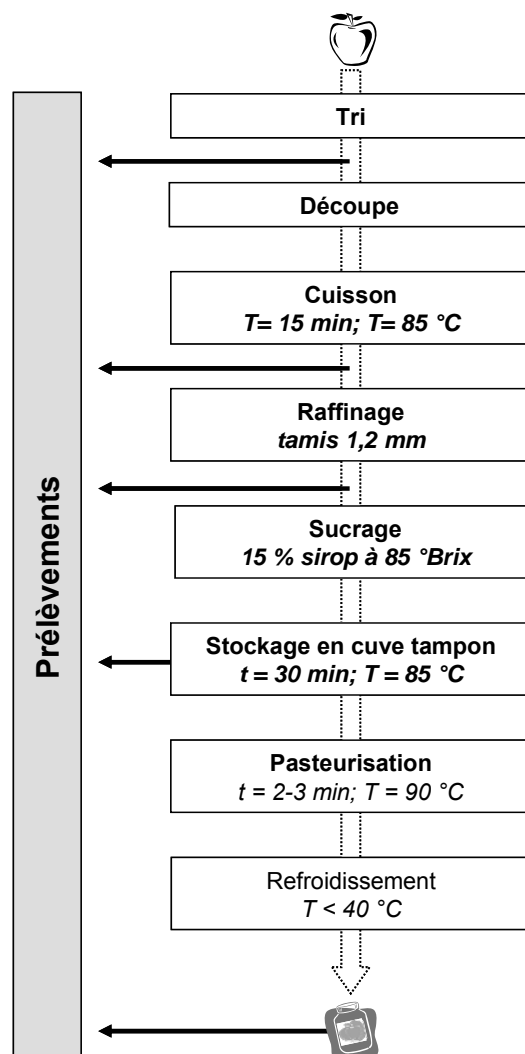 Tri
Découpe
Cuisson
T= 15 min; T= 85 °C
Raffinage
tamis 1,2 mm
Sucrage
15 % sirop à 85 °Brix
Stockage en cuve tampon
t = 30 min; T = 85 °C
Pasteurisation
t = 2-3 min; T = 90 °C
Refroidissement
T < 40 °C
Prélèvements